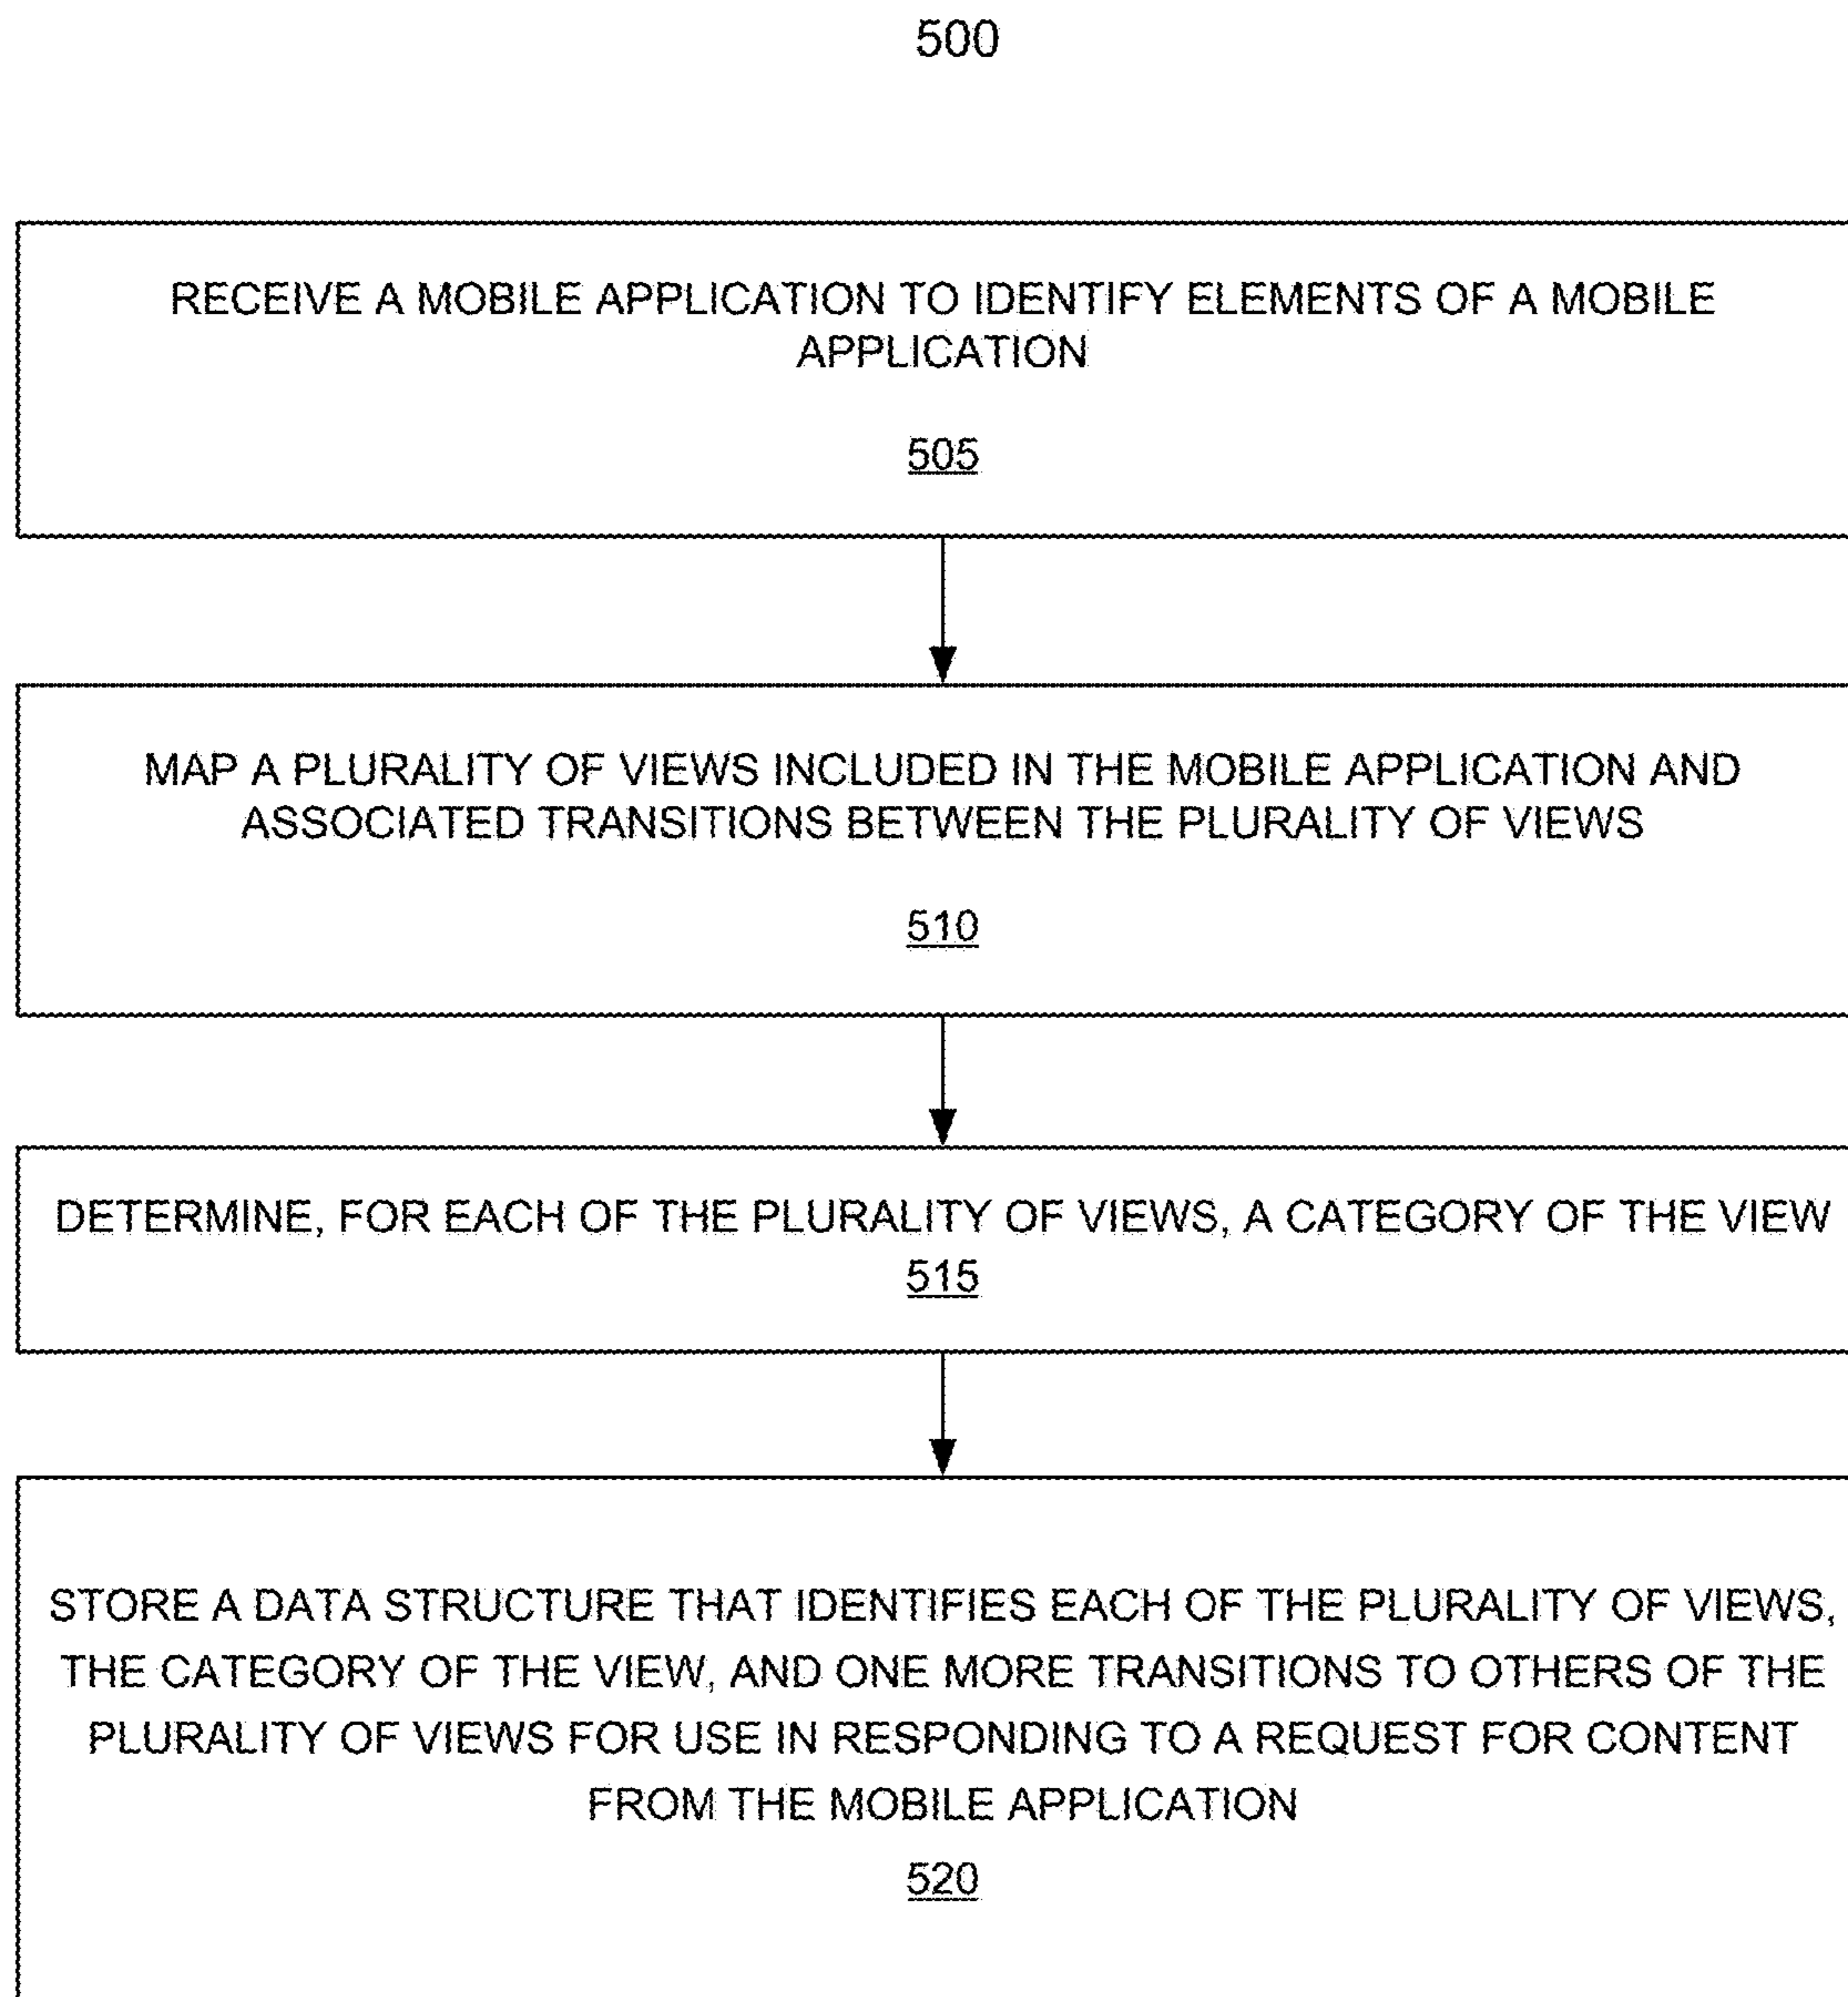 500
RECEIVE A MOBILE APPLICATION TO IDENTIFY ELEMENTS OF A MOBILE
APPLICATION
505
MAP A PLURALITY OF VIEWS INCLUDED IN THE MOBILE APPLICATION AND
ASSOCIATED TRANSITIONS BETWEEN THE PLURALITY OF VIEWS
510
DETERMINE, FOR EACH OF THE PLURALITY OF VIEWS, A CATEGORY OF THE VIEW
515
STORE A DATA STRUCTURE THAT IDENTIFIES EACH OF THE PLURALITY OF VIEWS,
THE CATEGORY OF THE VIEW, AND ONE MORE TRANSITIONS TO OTHERS OF THE
PLURALITY OF VIEWS FOR USE IN RESPONDING TO A REQUEST FOR CONTENT
FROM THE MOBILE APPLICATION
520